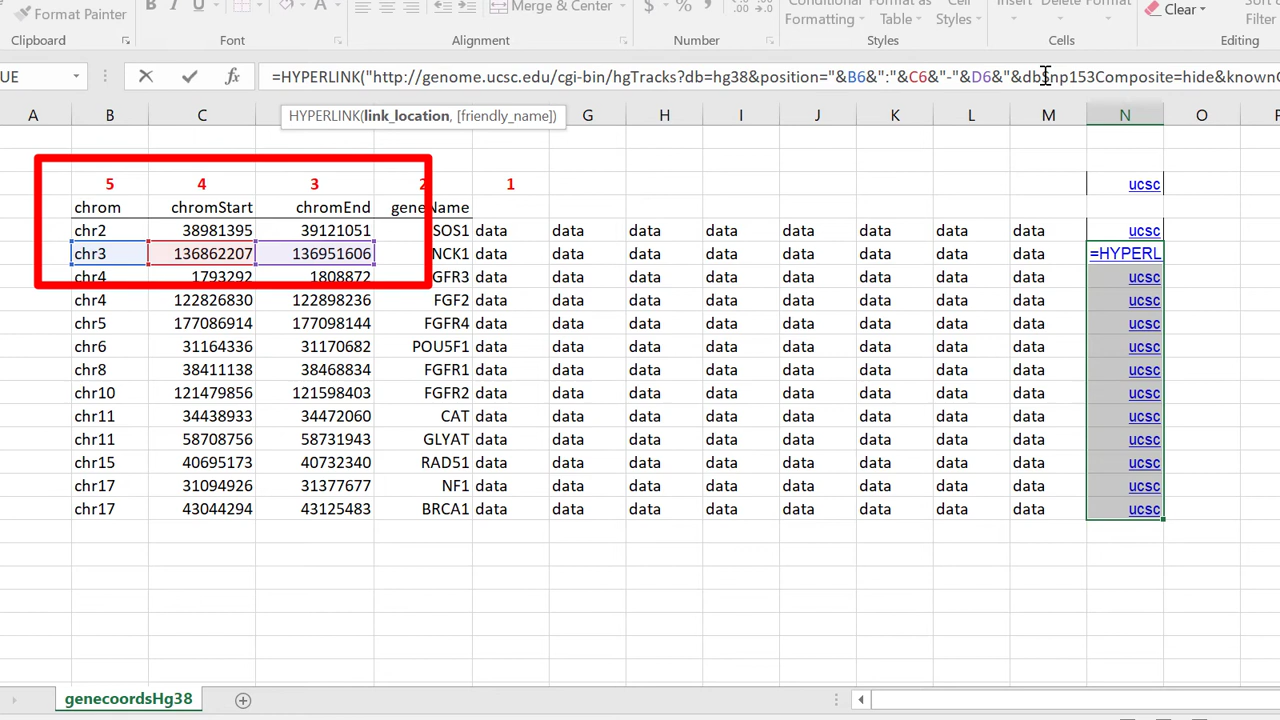 Format Painter
B I U
Merge & Center
$ % ,
Conditional Format as Cell
Formatting Table Styles
Insert Delete Format
Clear
Sort
Filter
Clipboard Font Alignment Number Styles Cells Editing
UE fx =HYPERLINK("http://genome.ucsc.edu/cgi-bin/hgTracks?db=hg38&position="&B6&":"&C6&"-"&D6&"&dbSnp153Composite=hide&known
HYPERLINK(link_location, [friendly_name])
A B C G H I J K L M N O
5 4 3 2 1 ucsc
chrom chromStart chromEnd geneName
chr2 38981395 39121051 SOS1 data data data data data data data data ucsc
chr3 136862207 136951606 NCK1 data data data data data data data data =HYPERL
chr4 1793292 1808872 GFR3 data data data data data data data data ucsc
chr4 122826830 122898236 FGF2 data data data data data data data data ucsc
chr5 177086914 177098144 FGFR4 data data data data data data data data ucsc
chr6 31164336 31170682 POU5F1 data data data data data data data data ucsc
chr8 38411138 38468834 FGFR1 data data data data data data data data ucsc
chr10 121479856 121598403 FGFR2 data data data data data data data data ucsc
chr11 34438933 34472060 CAT data data data data data data data data ucsc
chr11 58708756 58731943 GLYAT data data data data data data data data ucsc
chr15 40695173 40732340 RAD51 data data data data data data data data ucsc
chr17 31094926 31377677 NF1 data data data data data data data data ucsc
chr17 43044294 43125483 BRCA1 data data data data data data data data ucsc
genecoordsHg38